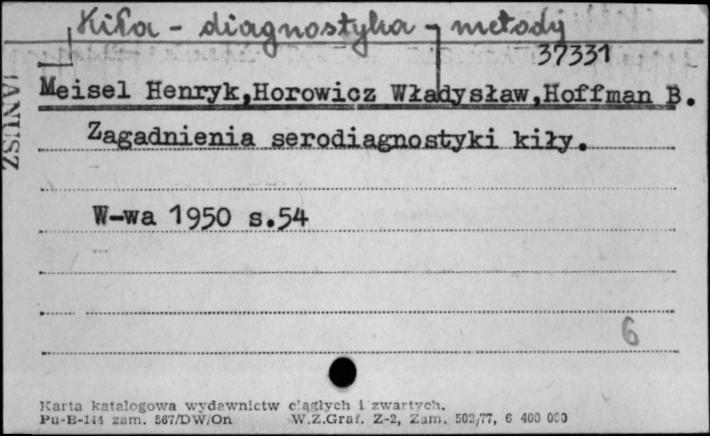 Kiła - diagnostyka - metody
37331
Meisel Henryk,Horowicz Władysław,Hoffman B.
Zagadnienia serodiagnostyki kiły.
W-wa 1950 s.54
6
JANUSZ
Karta katalogowa wydawnictw ciągłych i zwartych.
Pu-B-144 zam. 567/DW/On W.Z.Graf. Z-2, Zam. 502/77, 6 400 000